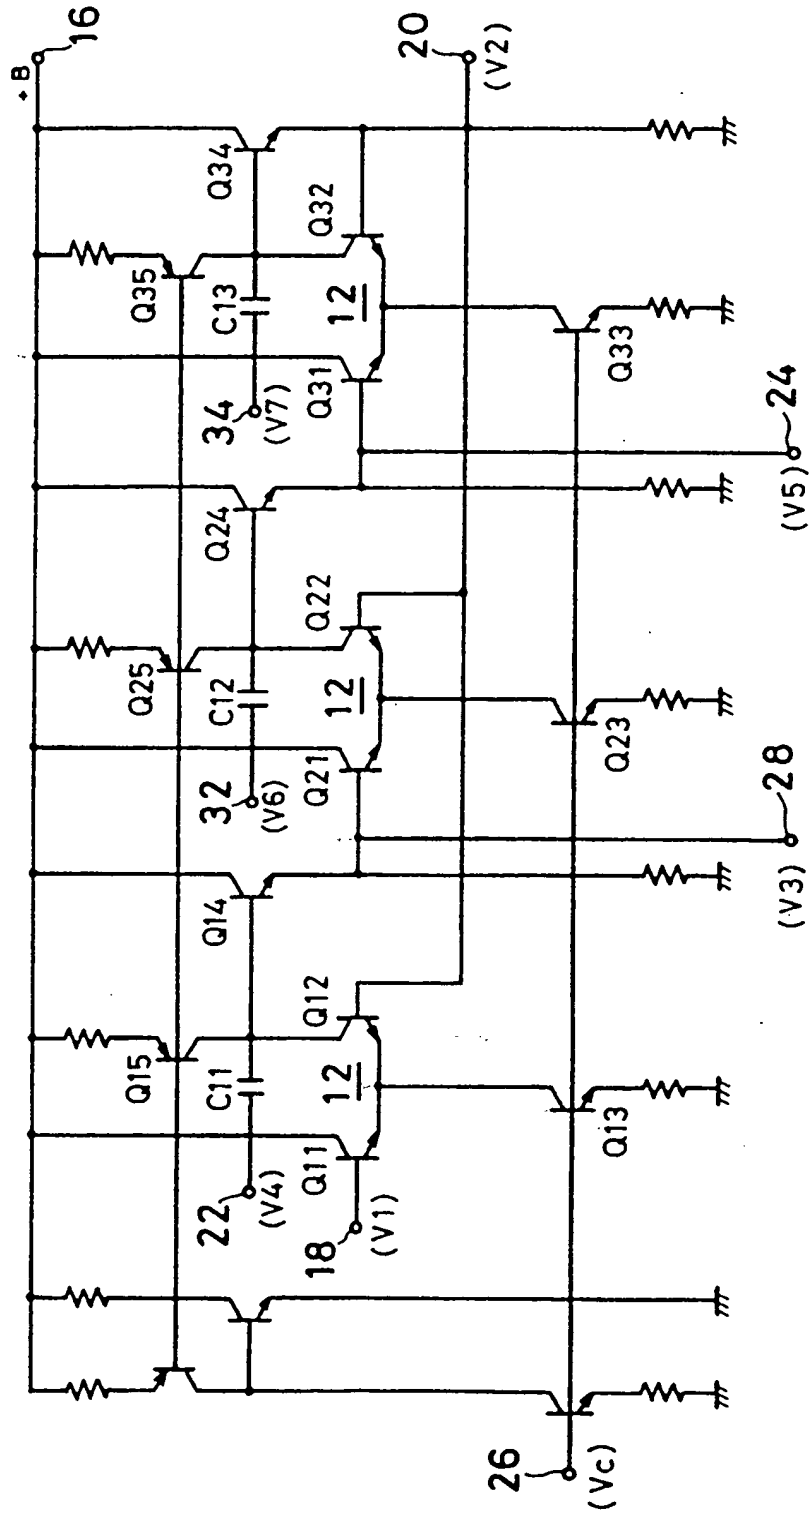 +B
16
Q15
Q25
Q35
Q14
Q24
Q34
22
(V4)
C11
32
(V6)
C12
34
(V7)
C13
18
(V1)
Q11
12
Q12
Q21
12
Q22
Q31
12
Q32
20
(V2)
26
(Vc)
Q13
Q23
Q33
(V3)
28
(V5)
24